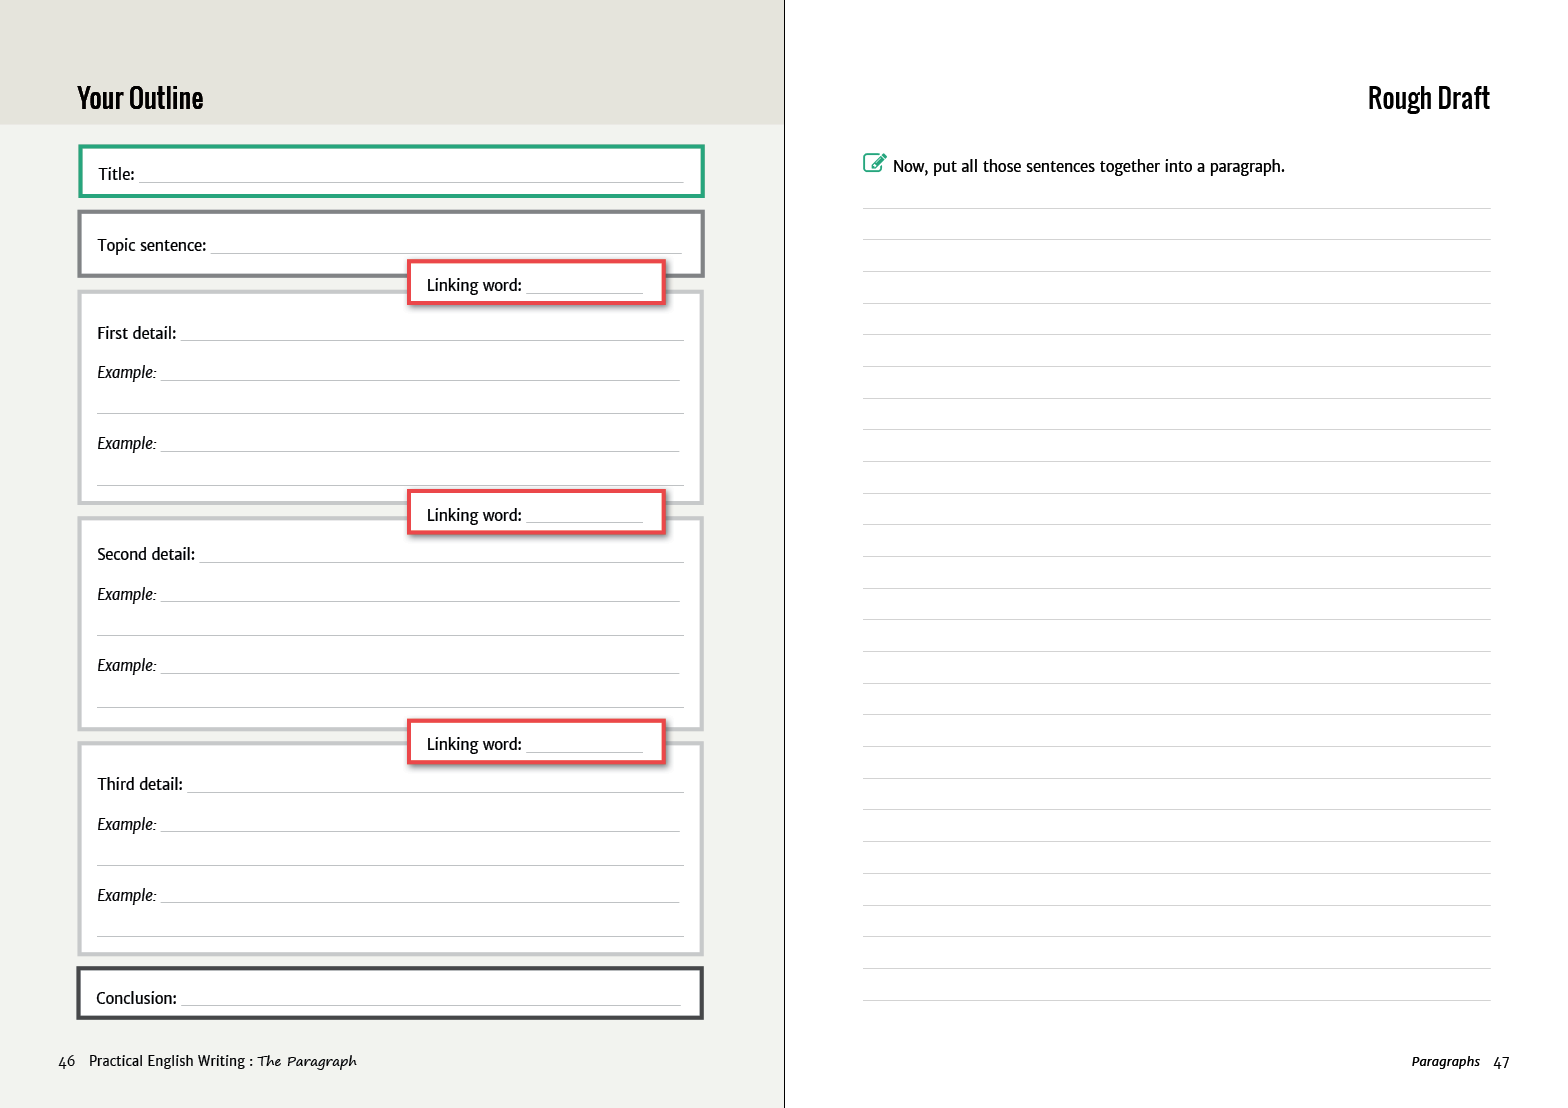 Your Outline
Title:
Topic sentence:
Linking word:
First detail:
Example:
Example:
Linking word:
Second detail:
Example:
Example:
Linking word:
Third detail:
Example:
Example:
Conclusion:
46 Practical English Writing : The Paragraph
Rough Draft
Now, put all those sentences together into a paragraph.
Paragraphs 47